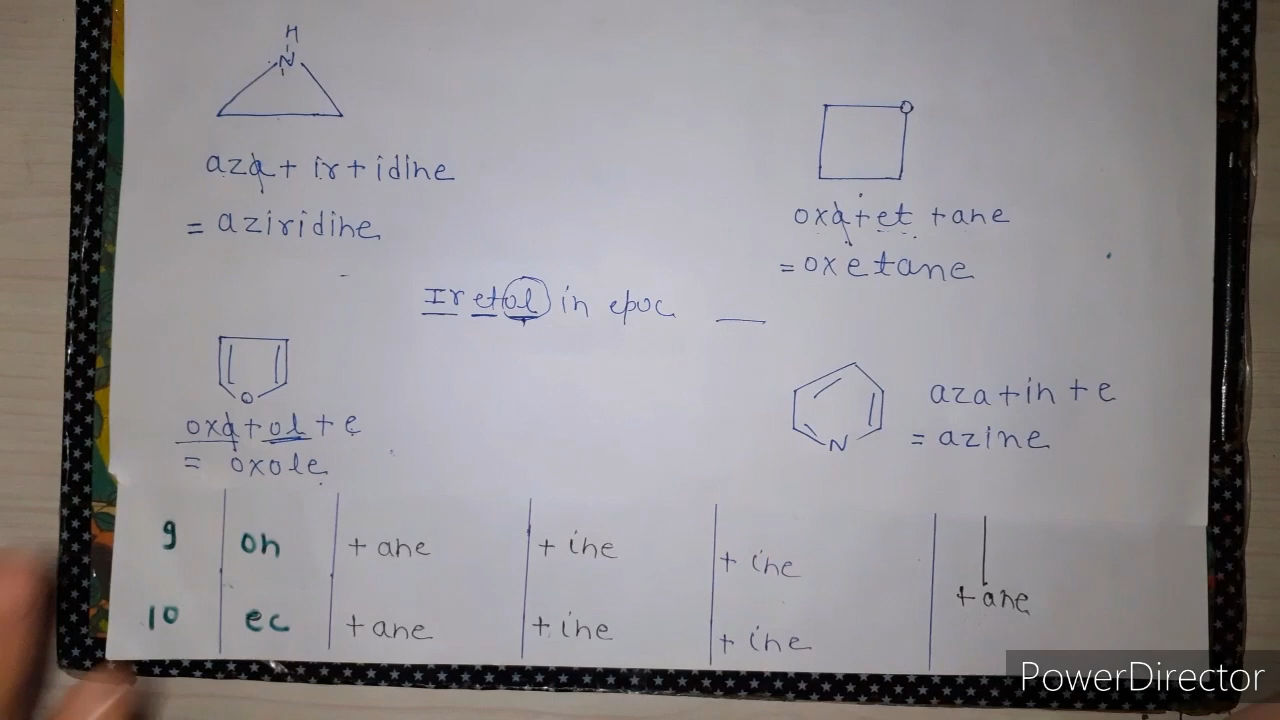 H
N
aza + ir + idine
= aziridine
oxa + et + ane
= oxetane
Ir et ol in epoc
O
oxa + ol + e
= oxole
N
aza + in + e
= azine
9 on + ane + ine + ine + ane
10 ec + ane + ine + ine
PowerDirector